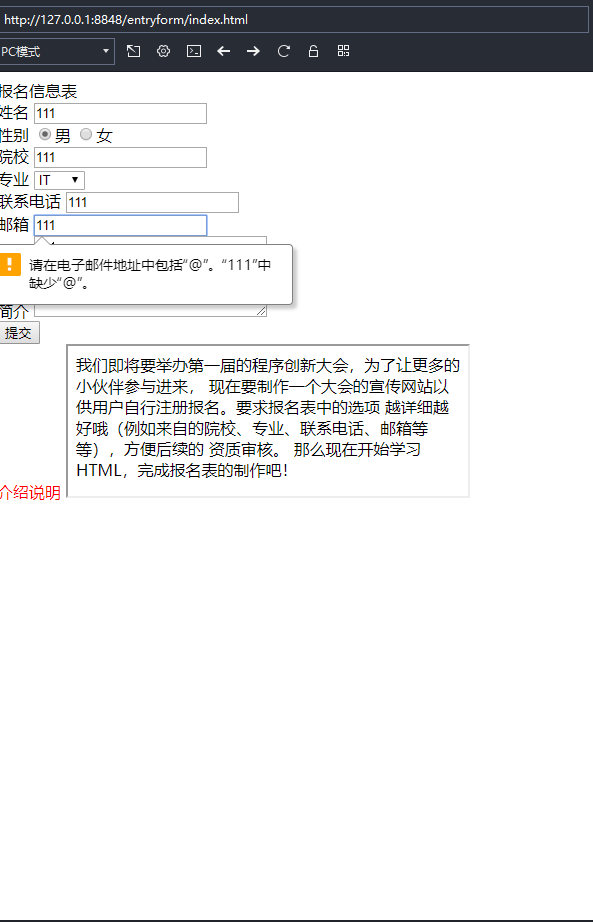 http://127.0.0.1:8848/entryform/index.html
PC模式
报名信息表
姓名 111
性别 男 女
院校 111
专业 IT
联系电话 111
邮箱 111
请在电子邮件地址中包括“@”。“111”中
缺少“@”。
简介
提交
我们即将要举办第一届的程序创新大会，为了让更多的
小伙伴参与进来， 现在要制作一个大会的宣传网站以
供用户自行注册报名。要求报名表中的选项 越详细越
好哦（例如来自的院校、专业、联系电话、邮箱等
等），方便后续的 资质审核。 那么现在开始学习
HTML，完成报名表的制作吧！
介绍说明